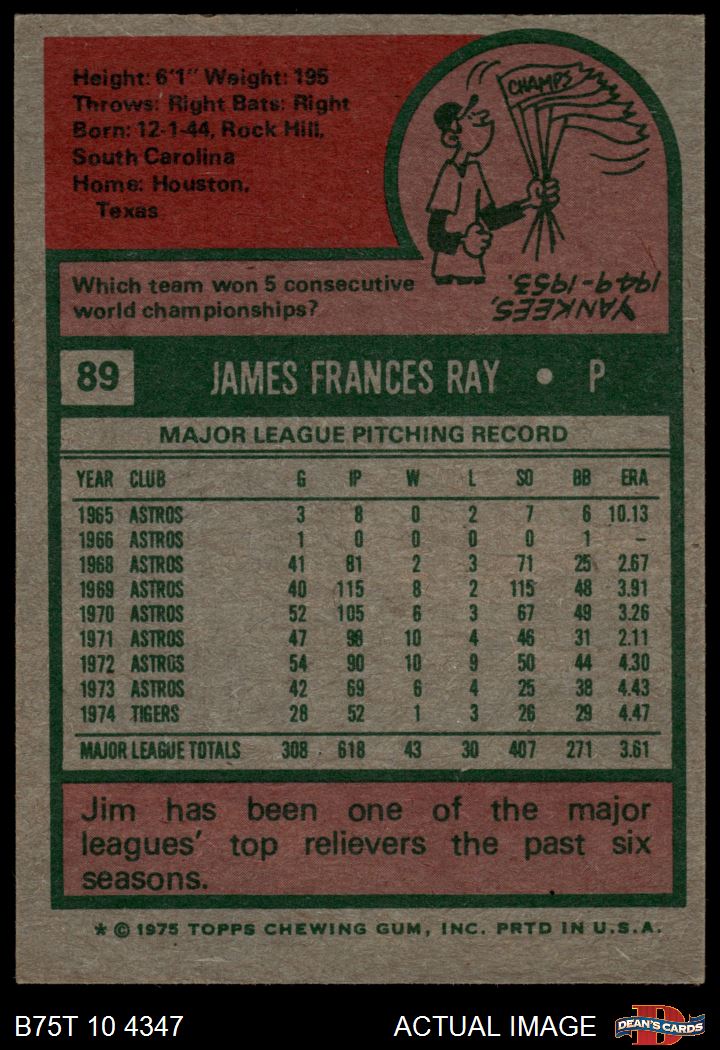 Height: 6'1" Weight: 195
Throws: Right Bats: Right
Born: 12-1-44, Rock Hill,
South Carolina
Home: Houston,
Texas
CHAMPS
Which team won 5 consecutive
world championships?
YANKEES,
1949-1953.
89 JAMES FRANCES RAY • P
MAJOR LEAGUE PITCHING RECORD
YEAR CLUB G IP W L SO BB ERA
1965 ASTROS 3 8 0 2 7 6 10.13
1966 ASTROS 1 0 0 0 0 1 –
1968 ASTROS 41 81 2 3 71 25 2.67
1969 ASTROS 40 115 8 2 115 48 3.91
1970 ASTROS 52 105 6 3 67 49 3.26
1971 ASTROS 47 98 10 4 46 31 2.11
1972 ASTROS 54 90 10 9 50 44 4.30
1973 ASTROS 42 69 6 4 25 38 4.43
1974 TIGERS 28 52 1 3 26 29 4.47
MAJOR LEAGUE TOTALS 308 618 43 30 407 271 3.61
Jim has been one of the major
leagues' top relievers the past six
seasons.
* © 1975 TOPPS CHEWING GUM, INC. PRTD IN U.S.A.
B75T 10 4347 ACTUAL IMAGE D DEAN'S CARDS